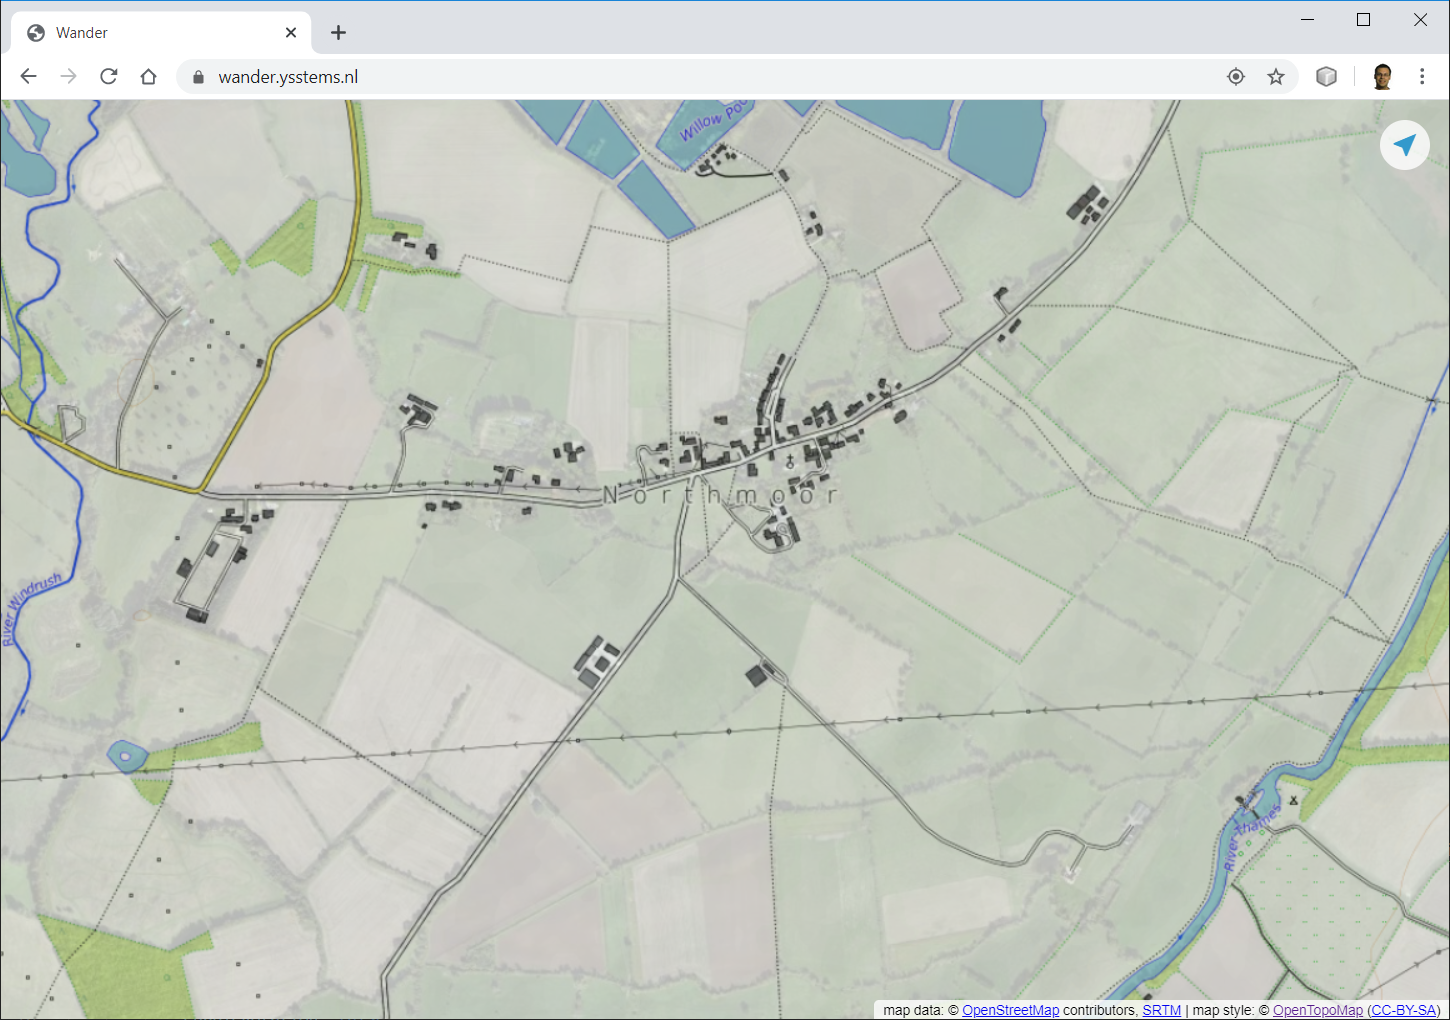 Wander
wander.ysstems.nl
Willow Poo
Northmoor
River Windrush
River Thames
map data: © OpenStreetMap contributors, SRTM | map style: © OpenTopoMap (CC-BY-SA)